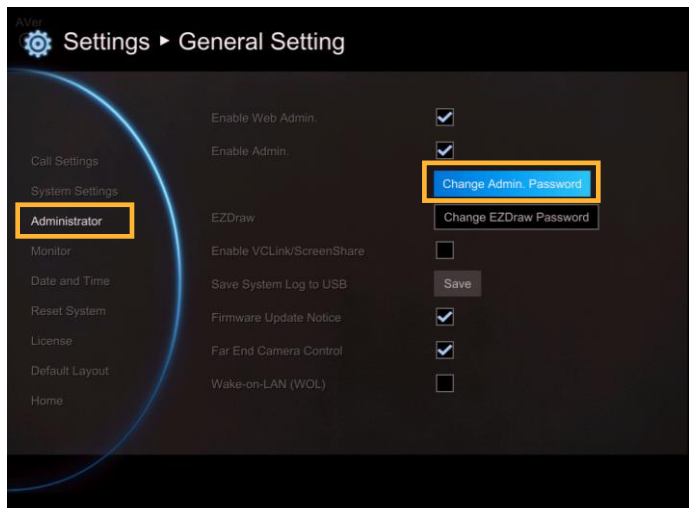 AVer
Settings ▸ General Setting
Call Settings
System Settings
Administrator
Monitor
Date and Time
Reset System
License
Default Layout
Home
Enable Web Admin.
Enable Admin.
Change Admin. Password
EZDraw
Change EZDraw Password
Enable VCLink/ScreenShare
Save System Log to USB
Save
Firmware Update Notice
Far End Camera Control
Wake-on-LAN (WOL)